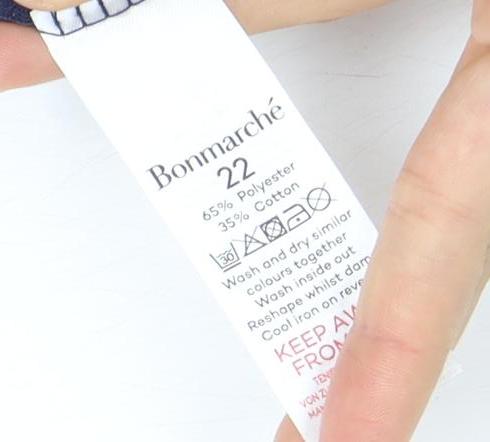 Bonmarché
22
65% Polyester
35% Cotton
30
Wash and dry similar
colours together
Wash inside out
Reshape whilst
Cool iron on
KEEP
FROM